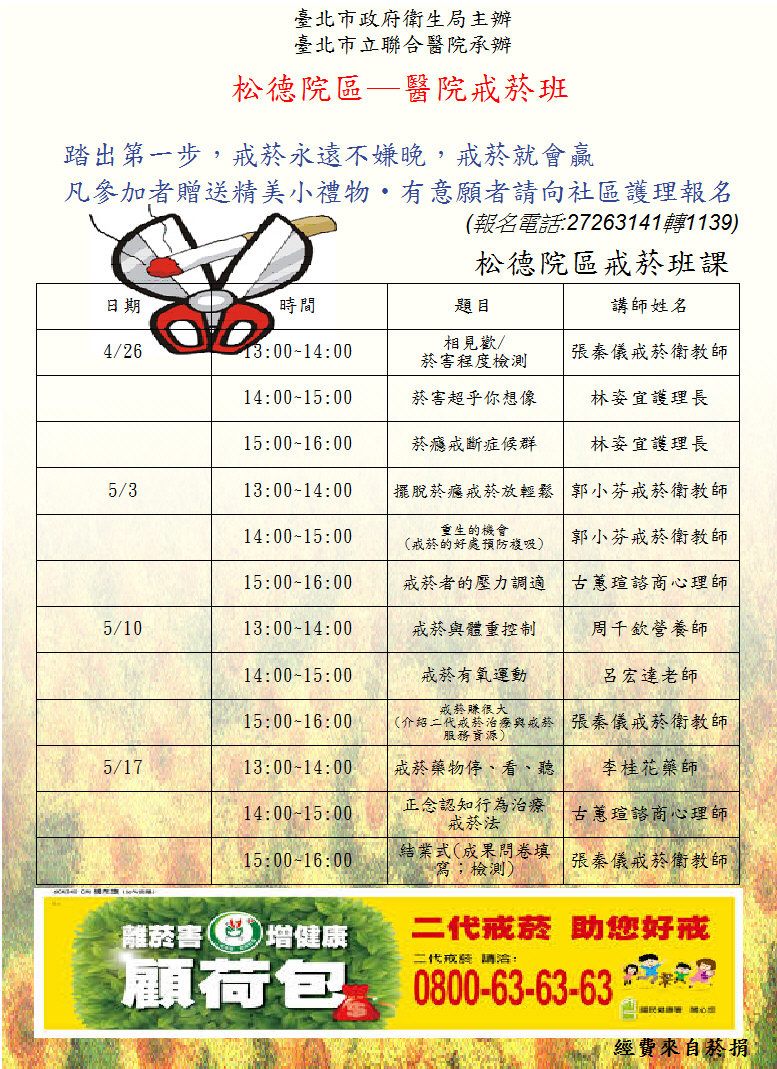 臺北市政府衛生局主辦
臺北市立聯合醫院承辦
松德院區—醫院戒菸班
踏出第一步，戒菸永遠不嫌晚，戒菸就會贏
凡參加者贈送精美小禮物‧有意願者請向社區護理報名
(報名電話:27263141轉1139)
松德院區戒菸班課
日期 時間 題目 講師姓名
4/26 13:00~14:00 相見歡/
菸害程度檢測 張秦儀戒菸衛教師
14:00~15:00 菸害超乎你想像 林姿宜護理長
15:00~16:00 菸癮戒斷症候群 林姿宜護理長
5/3 13:00~14:00 擺脫菸癮戒菸放輕鬆 郭小芬戒菸衛教師
14:00~15:00 重生的機會
(戒菸的好處預防複吸) 郭小芬戒菸衛教師
15:00~16:00 戒菸者的壓力調適 古蕙瑄諮商心理師
5/10 13:00~14:00 戒菸與體重控制 周千欽營養師
14:00~15:00 戒菸有氧運動 呂宏達老師
15:00~16:00 戒菸賺很大
(介紹二代戒菸治療與戒菸
服務資源) 張秦儀戒菸衛教師
5/17 13:00~14:00 戒菸藥物停、看、聽 李桂花藥師
14:00~15:00 正念認知行為治療
戒菸法 古蕙瑄諮商心理師
15:00~16:00 結業式(成果問卷填
寫；檢測) 張秦儀戒菸衛教師
離菸害 增健康
顧荷包
二代戒菸 助您好戒
二代戒菸 請洽：
0800-63-63-63
國民健康署 關心您
經費來自菸捐